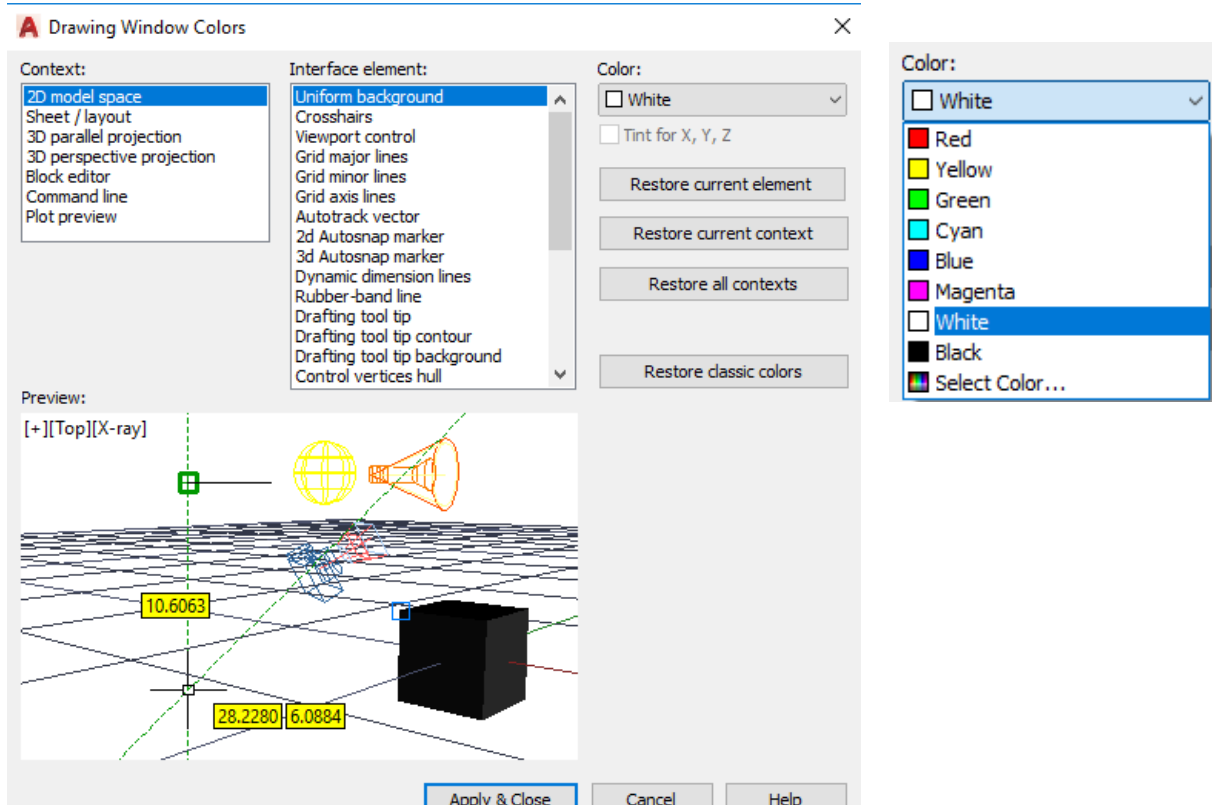 Drawing Window Colors
Context:
2D model space
Sheet / layout
3D parallel projection
3D perspective projection
Block editor
Command line
Plot preview
Interface element:
Uniform background
Crosshairs
Viewport control
Grid major lines
Grid minor lines
Grid axis lines
Autotrack vector
2d Autosnap marker
3d Autosnap marker
Dynamic dimension lines
Rubber-band line
Drafting tool tip
Drafting tool tip contour
Drafting tool tip background
Control vertices hull
Color:
White
Tint for X, Y, Z
Restore current element
Restore current context
Restore all contexts
Restore classic colors
Preview:
[+][Top][X-ray]
10.6063
28.2280 6.0884
Apply & Close
Cancel
Help
Color:
White
Red
Yellow
Green
Cyan
Blue
Magenta
White
Black
Select Color...